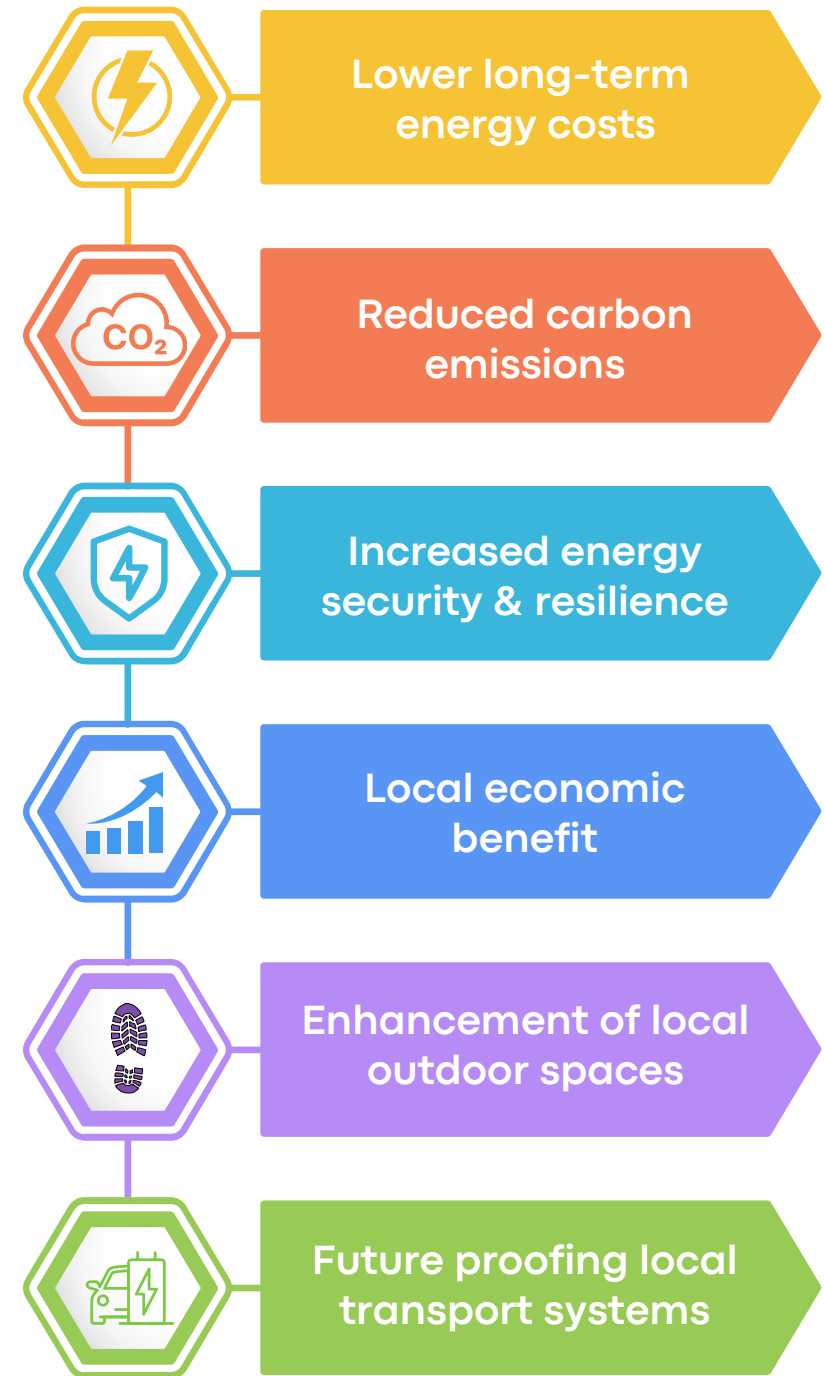 Lower long-term
energy costs
CO₂
Reduced carbon
emissions
Increased energy
security & resilience
Local economic
benefit
Enhancement of local
outdoor spaces
Future proofing local
transport systems